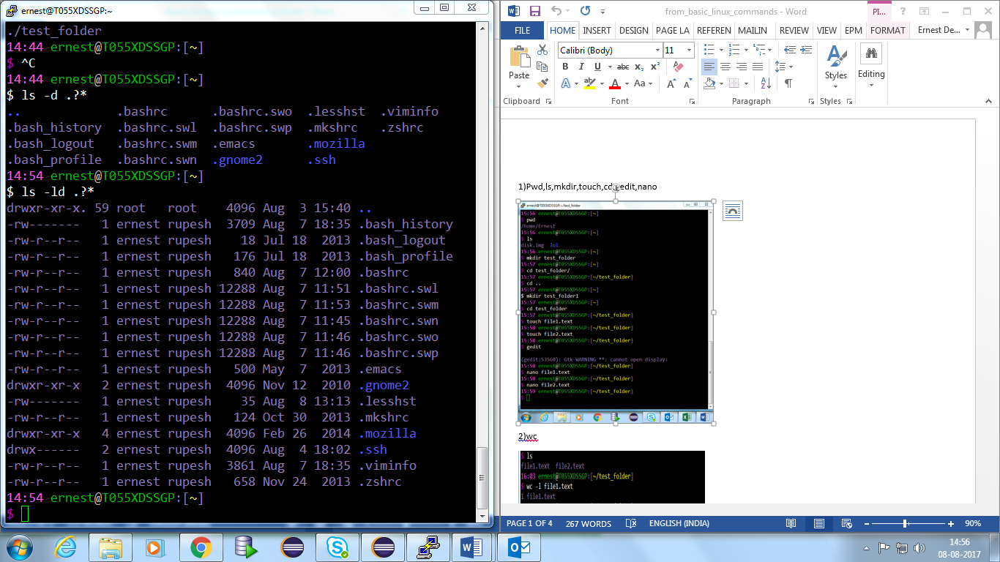 ernest@T055XDSSGP:~
./test_folder
14:44 ernest@T055XDSSGP:[~]
$ ^C
14:44 ernest@T055XDSSGP:[~]
$ ls -d .?*
.. .bashrc .bashrc.swo .lesshst .viminfo
.bash_history .bashrc.swl .bashrc.swp .mkshrc .zshrc
.bash_logout .bashrc.swm .emacs .mozilla
.bash_profile .bashrc.swn .gnome2 .ssh
14:54 ernest@T055XDSSGP:[~]
$ ls -ld .?*
drwxr-xr-x. 59 root root 4096 Aug 3 15:40 ..
-rw------- 1 ernest rupesh 3709 Aug 7 18:35 .bash_history
-rw-r--r-- 1 ernest rupesh 18 Jul 18 2013 .bash_logout
-rw-r--r-- 1 ernest rupesh 176 Jul 18 2013 .bash_profile
-rw-r--r-- 1 ernest rupesh 840 Aug 7 12:00 .bashrc
-rw-r--r-- 1 ernest rupesh 12288 Aug 7 11:51 .bashrc.swl
-rw-r--r-- 1 ernest rupesh 12288 Aug 7 11:53 .bashrc.swm
-rw-r--r-- 1 ernest rupesh 12288 Aug 7 11:45 .bashrc.swn
-rw-r--r-- 1 ernest rupesh 12288 Aug 7 11:46 .bashrc.swo
-rw-r--r-- 1 ernest rupesh 12288 Aug 7 11:46 .bashrc.swp
-rw-r--r-- 1 ernest rupesh 500 May 7 2013 .emacs
drwxr-xr-x 2 ernest rupesh 4096 Nov 12 2010 .gnome2
-rw------- 1 ernest rupesh 35 Aug 8 13:13 .lesshst
-rw-r--r-- 1 ernest rupesh 124 Oct 30 2013 .mkshrc
drwxr-xr-x 4 ernest rupesh 4096 Feb 26 2014 .mozilla
drwx------ 2 ernest rupesh 4096 Aug 4 18:02 .ssh
-rw-r--r-- 1 ernest rupesh 3861 Aug 7 18:35 .viminfo
-rw-r--r-- 1 ernest rupesh 658 Nov 24 2013 .zshrc
14:54 ernest@T055XDSSGP:[~]
$
from_basic_linux_commands - Word
PI...
FILE HOME INSERT DESIGN PAGE LA REFEREN MAILIN REVIEW VIEW EPM FORMAT Ernest De...
Calibri (Body) 11
Paste
Styles
Editing
Clipboard Font Paragraph Styles
1)Pwd,ls,mkdir,touch,cd,gedit,nano
ernest@T055XDSSGP:~/test_folder
15:56 ernest@T055XDSSGP:[~]
$ pwd
/home/Ernest
15:56 ernest@T055XDSSGP:[~]
$ ls
disk.img lol
15:56 ernest@T055XDSSGP:[~]
$ mkdir test_folder
15:57 ernest@T055XDSSGP:[~]
$ cd test_folder/
15:57 ernest@T055XDSSGP:[~/test_folder]
$ cd ..
15:57 ernest@T055XDSSGP:[~]
$ mkdir test_folder1
15:57 ernest@T055XDSSGP:[~]
$ cd test_folder
15:57 ernest@T055XDSSGP:[~/test_folder]
$ touch file1.text
15:58 ernest@T055XDSSGP:[~/test_folder]
$ touch file2.text
15:58 ernest@T055XDSSGP:[~/test_folder]
$ gedit
(gedit:53560): Gtk-WARNING **: cannot open display:
15:58 ernest@T055XDSSGP:[~/test_folder]
$ nano file1.text
15:58 ernest@T055XDSSGP:[~/test_folder]
$ nano file2.text
15:59 ernest@T055XDSSGP:[~/test_folder]
$
2)wc
$ ls
file1.text file2.text
16:03 ernest@T055XDSSGP:[~/test_folder]
$ wc -l file1.text
1 file1.text
PAGE 1 OF 4 267 WORDS ENGLISH (INDIA) 90%
14:56
08-08-2017